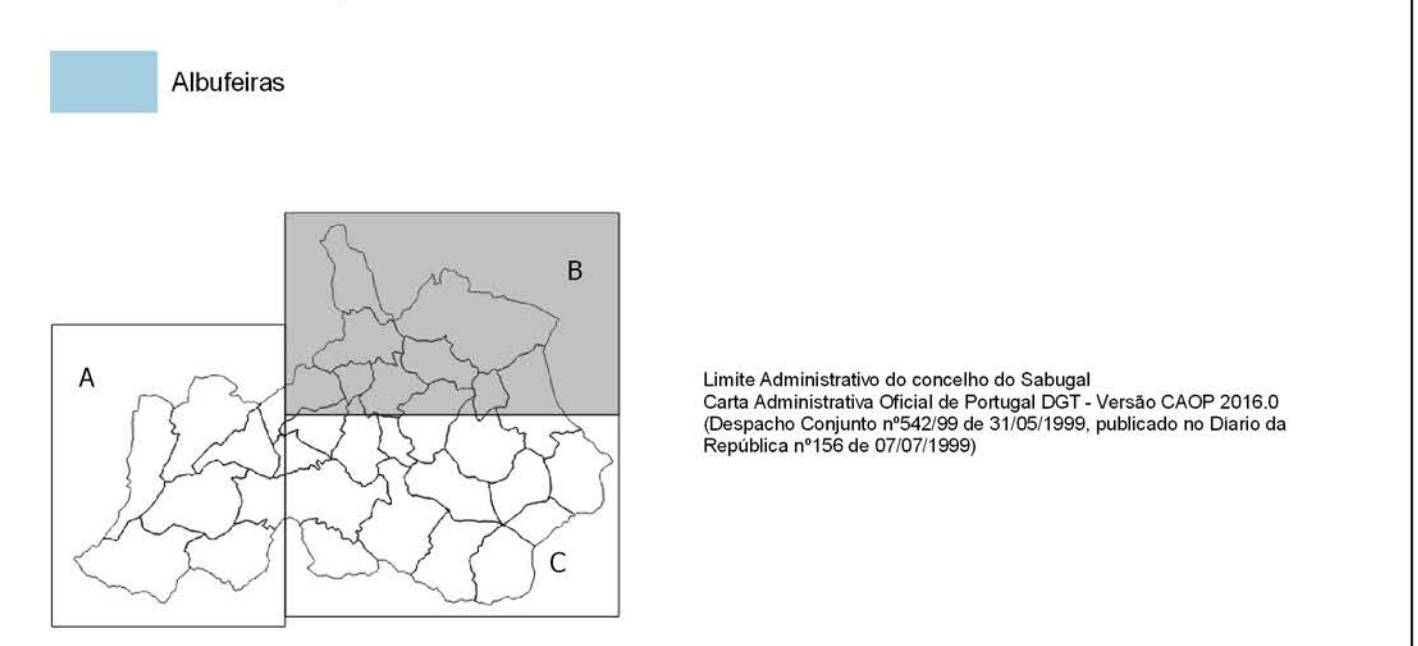 Albufeiras
B
A
Limite Administrativo do concelho do Sabugal
Carta Administrativa Oficial de Portugal DGT - Versão CAOP 2016.0
(Despacho Conjunto nº542/99 de 31/05/1999, publicado no Diario da
República nº156 de 07/07/1999)
C